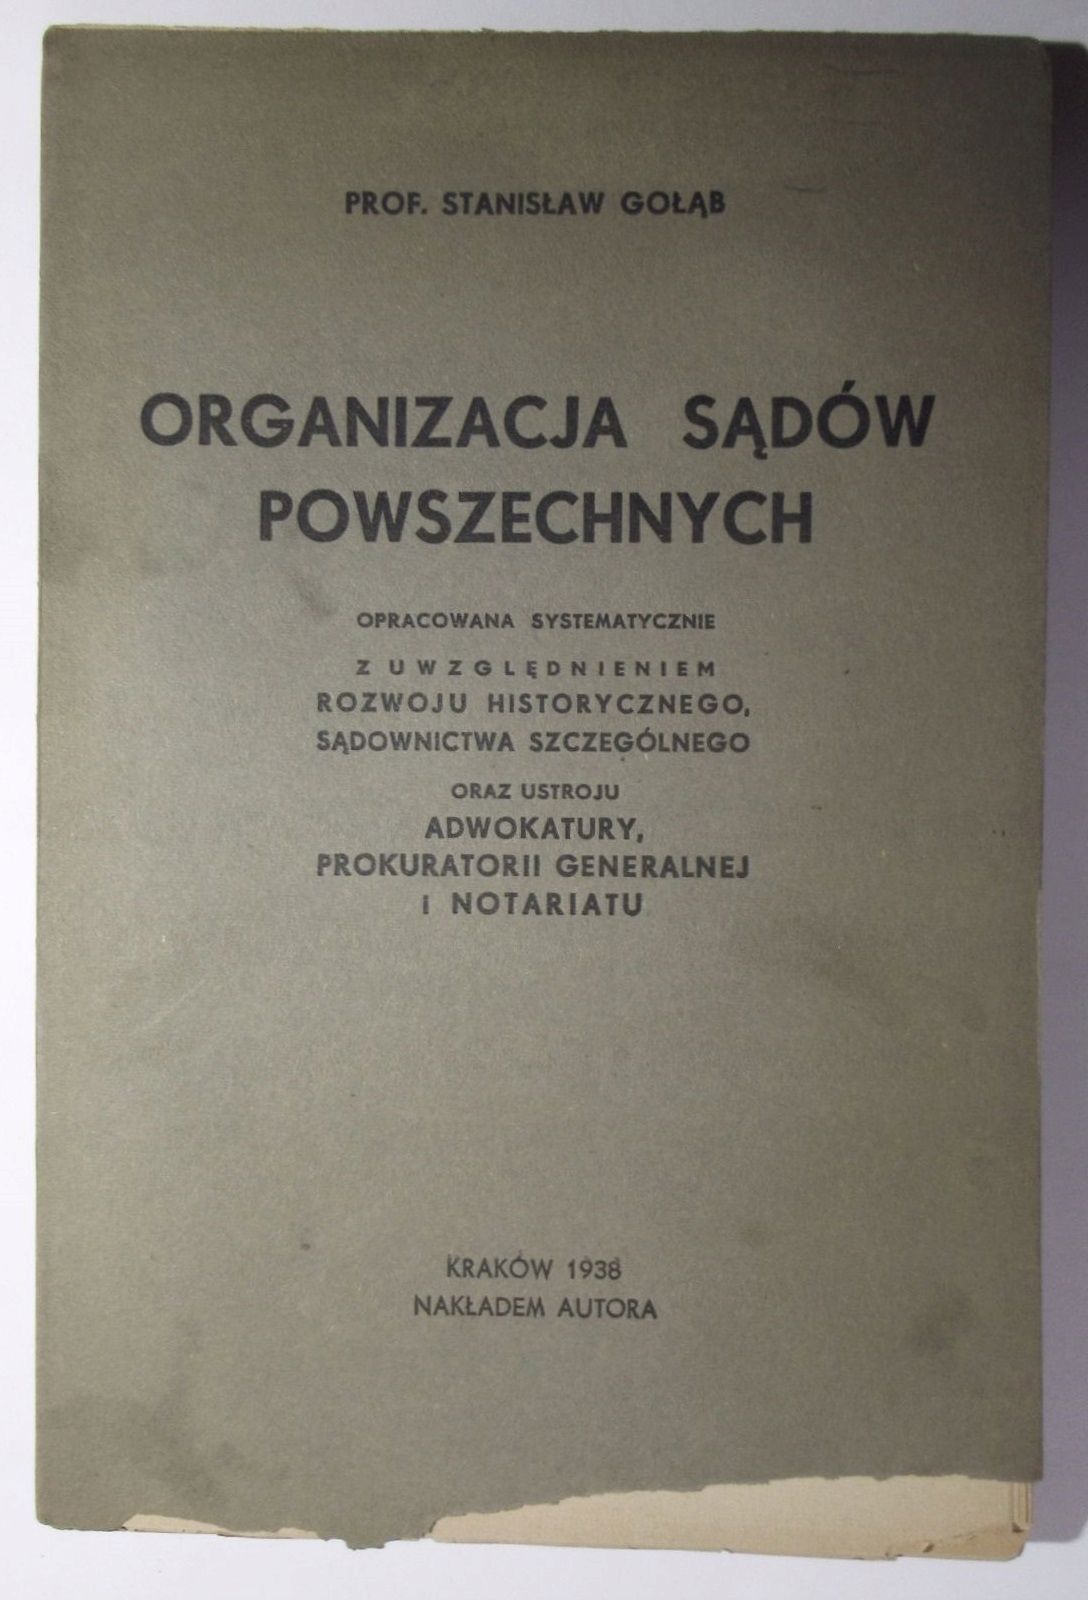 PROF. STANISŁAW GOŁĄB
ORGANIZACJA SĄDÓW
POWSZECHNYCH
OPRACOWANA SYSTEMATYCZNIE
Z UWZGLĘDNIENIEM
ROZWOJU HISTORYCZNEGO,
SĄDOWNICTWA SZCZEGÓLNEGO
ORAZ USTROJU
ADWOKATURY,
PROKURATORII GENERALNEJ
i NOTARIATU
KRAKÓW 1938
NAKŁADEM AUTORA